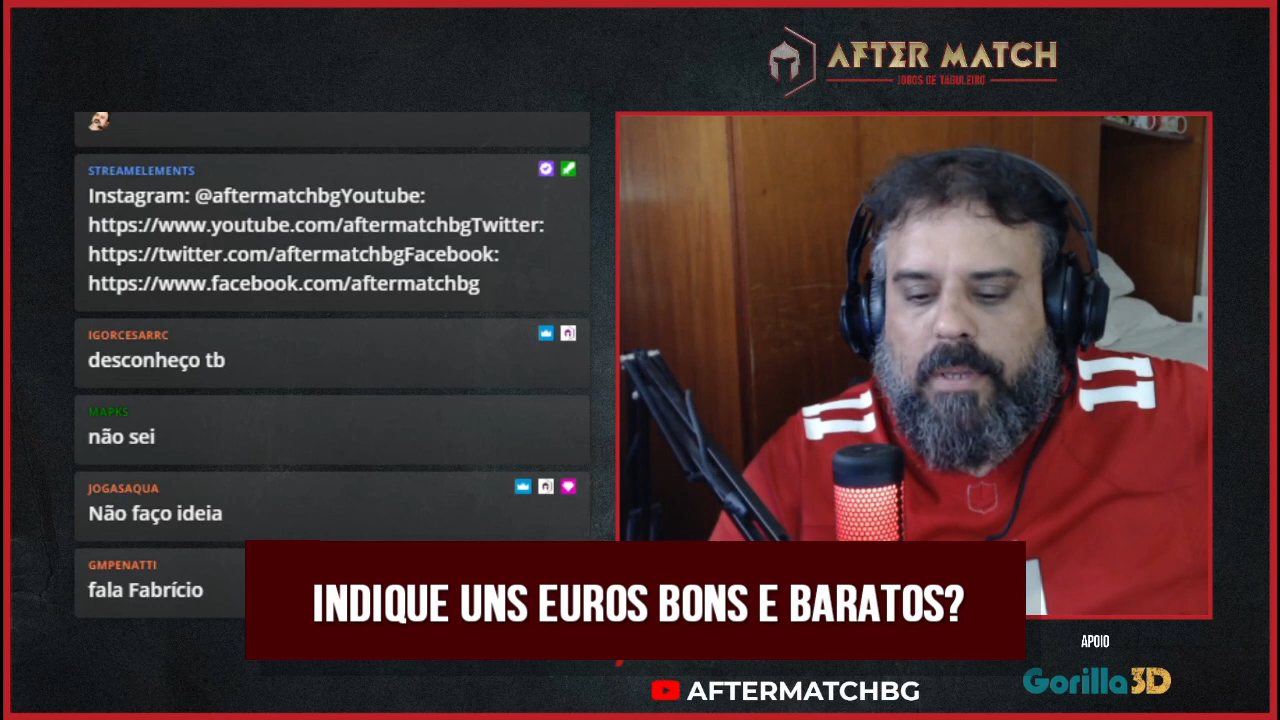 AFTER MATCH
JOGOS DE TABULEIRO
STREAMELEMENTS
Instagram: @aftermatchbgYoutube:
https://www.youtube.com/aftermatchbgTwitter:
https://twitter.com/aftermatchbgFacebook:
https://www.facebook.com/aftermatchbg
IGORCESARRC
desconheço tb
MAPKS
não sei
JOGASAQUA
Não faço ideia
GMPENATTI
fala Fabrício
11
11
INDIQUE UNS EUROS BONS E BARATOS?
APOIO
Gorilla3D
AFTERMATCHBG